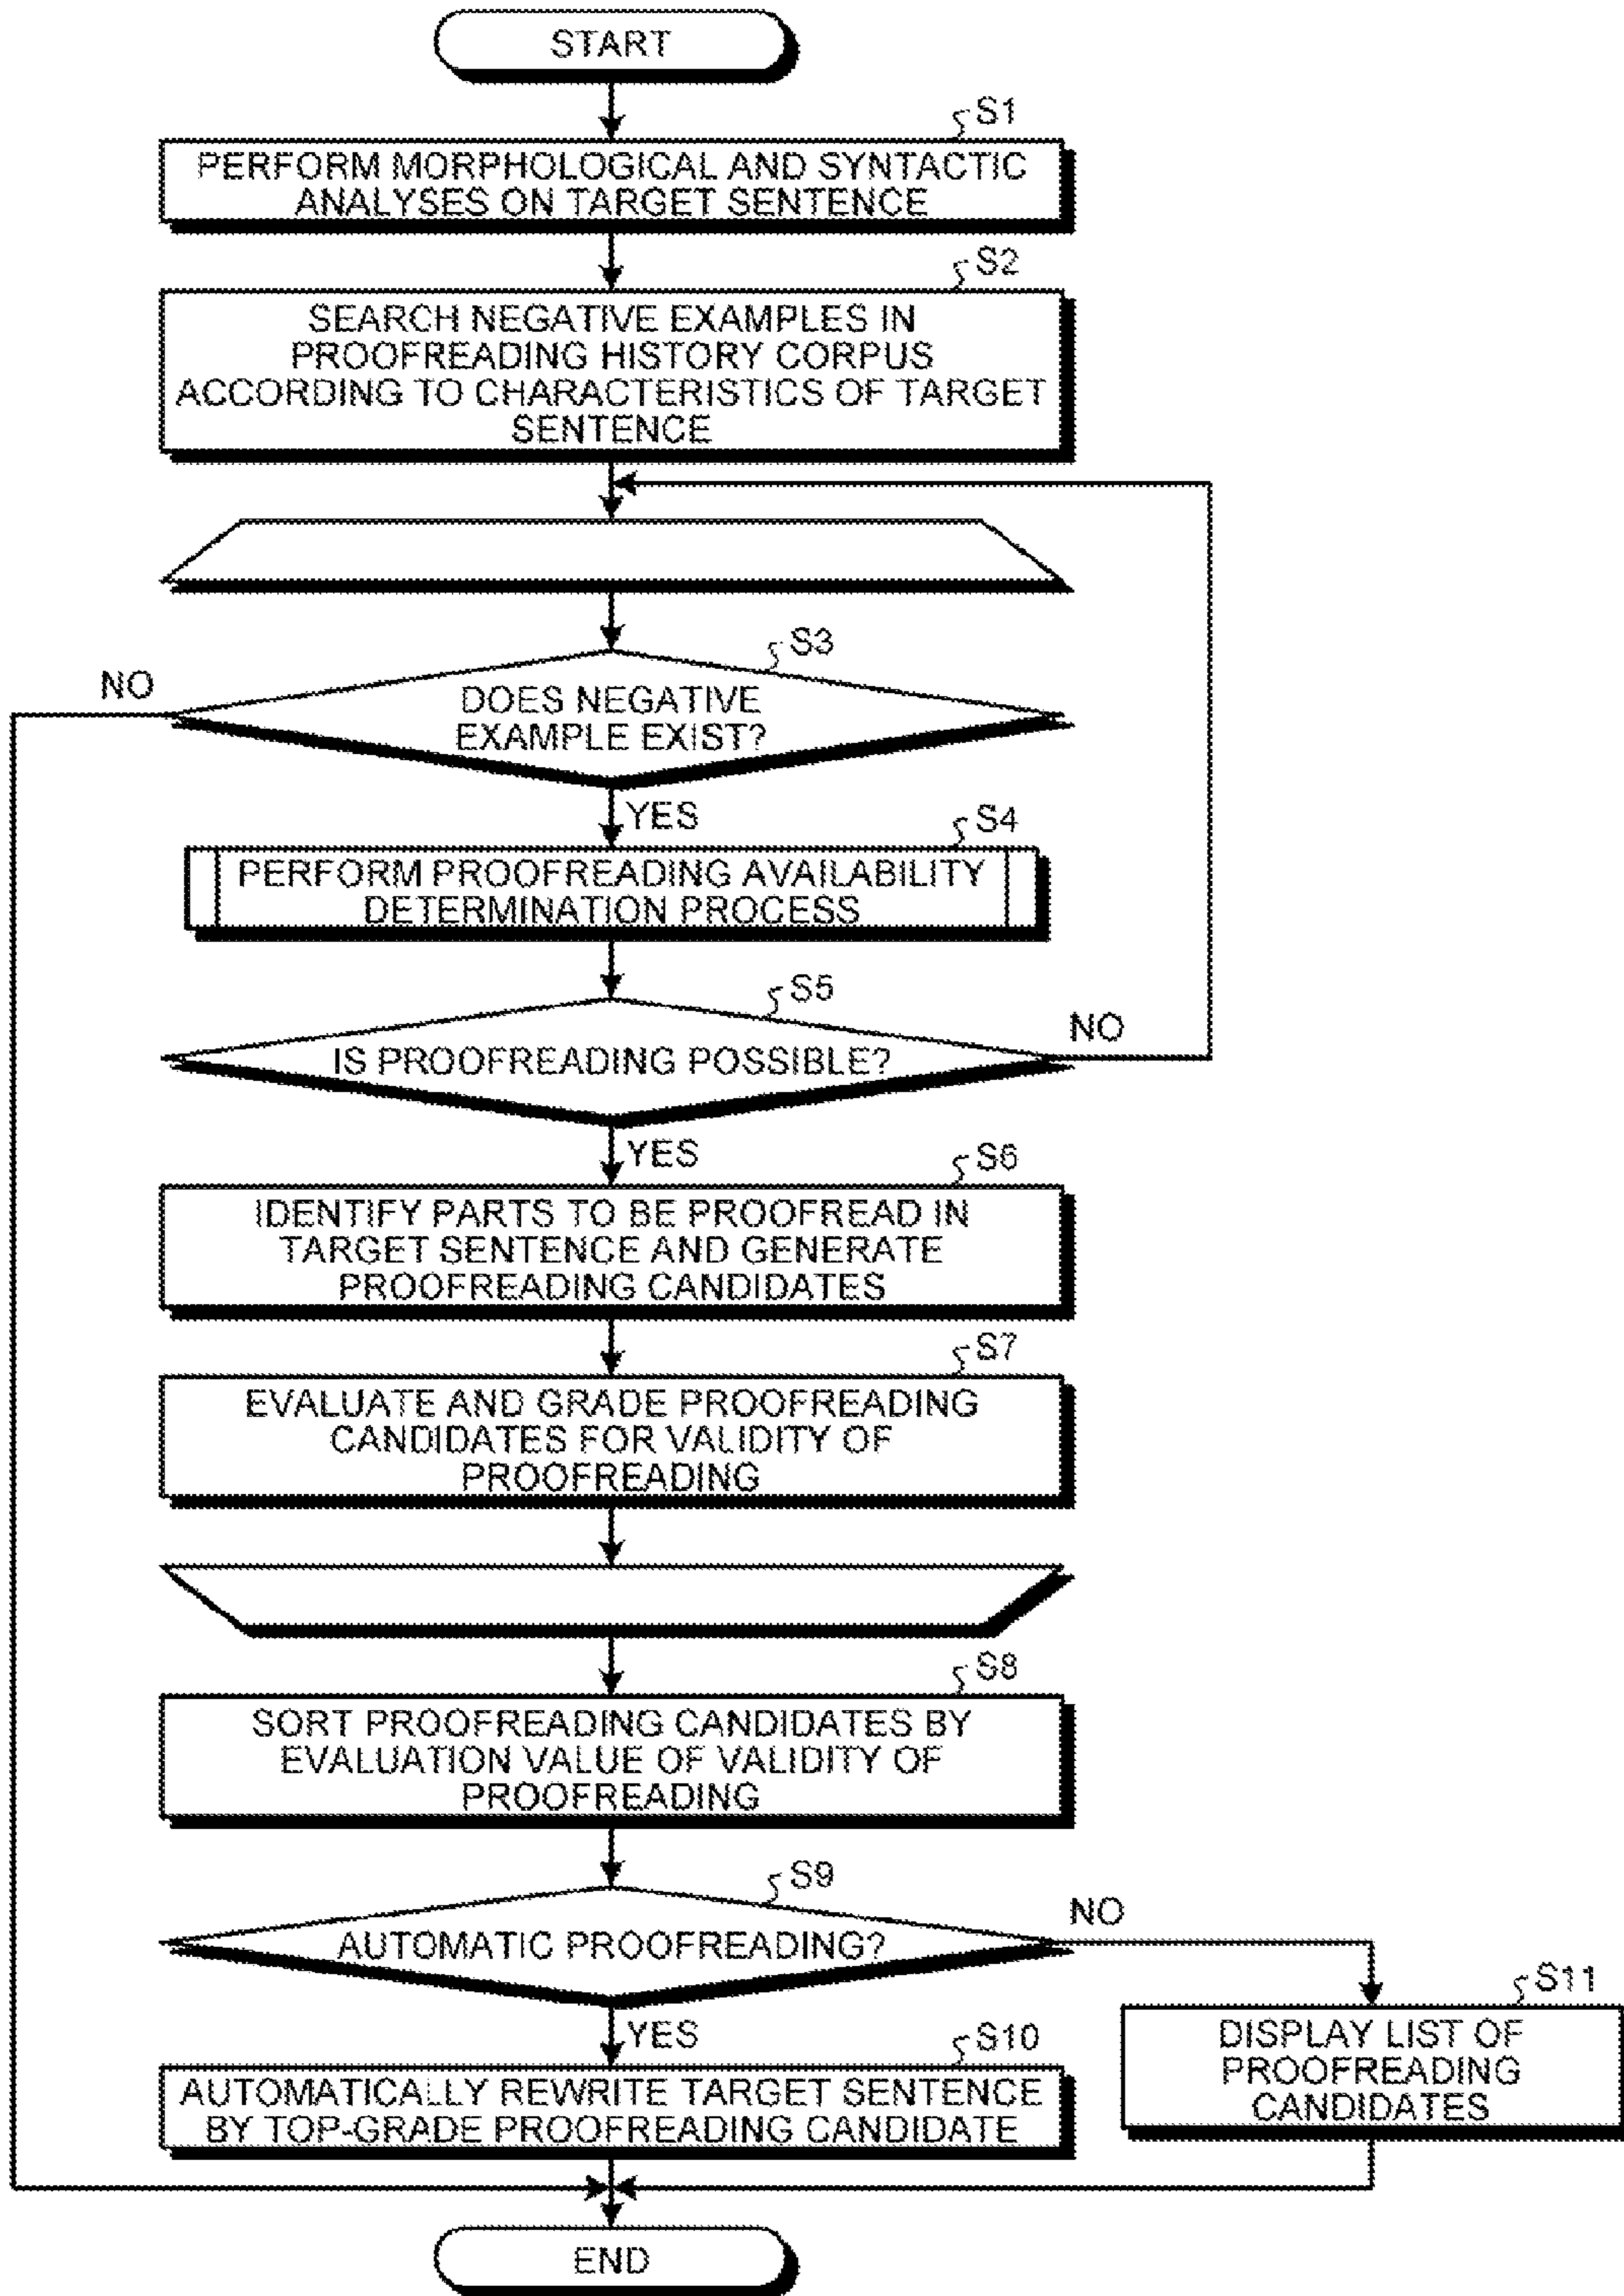 START
S1
PERFORM MORPHOLOGICAL AND SYNTACTIC
ANALYSES ON TARGET SENTENCE
S2
SEARCH NEGATIVE EXAMPLES IN
PROOFREADING HISTORY CORPUS
ACCORDING TO CHARACTERISTICS OF TARGET
SENTENCE
S3
NO
DOES NEGATIVE
EXAMPLE EXIST?
YES
S4
PERFORM PROOFREADING AVAILABILITY
DETERMINATION PROCESS
S5
NO
IS PROOFREADING POSSIBLE?
YES
S6
IDENTIFY PARTS TO BE PROOFREAD IN
TARGET SENTENCE AND GENERATE
PROOFREADING CANDIDATES
S7
EVALUATE AND GRADE PROOFREADING
CANDIDATES FOR VALIDITY OF
PROOFREADING
S8
SORT PROOFREADING CANDIDATES BY
EVALUATION VALUE OF VALIDITY OF
PROOFREADING
S9
NO
AUTOMATIC PROOFREADING?
YES
S10
AUTOMATICALLY REWRITE TARGET SENTENCE
BY TOP-GRADE PROOFREADING CANDIDATE
S11
DISPLAY LIST OF
PROOFREADING
CANDIDATES
END